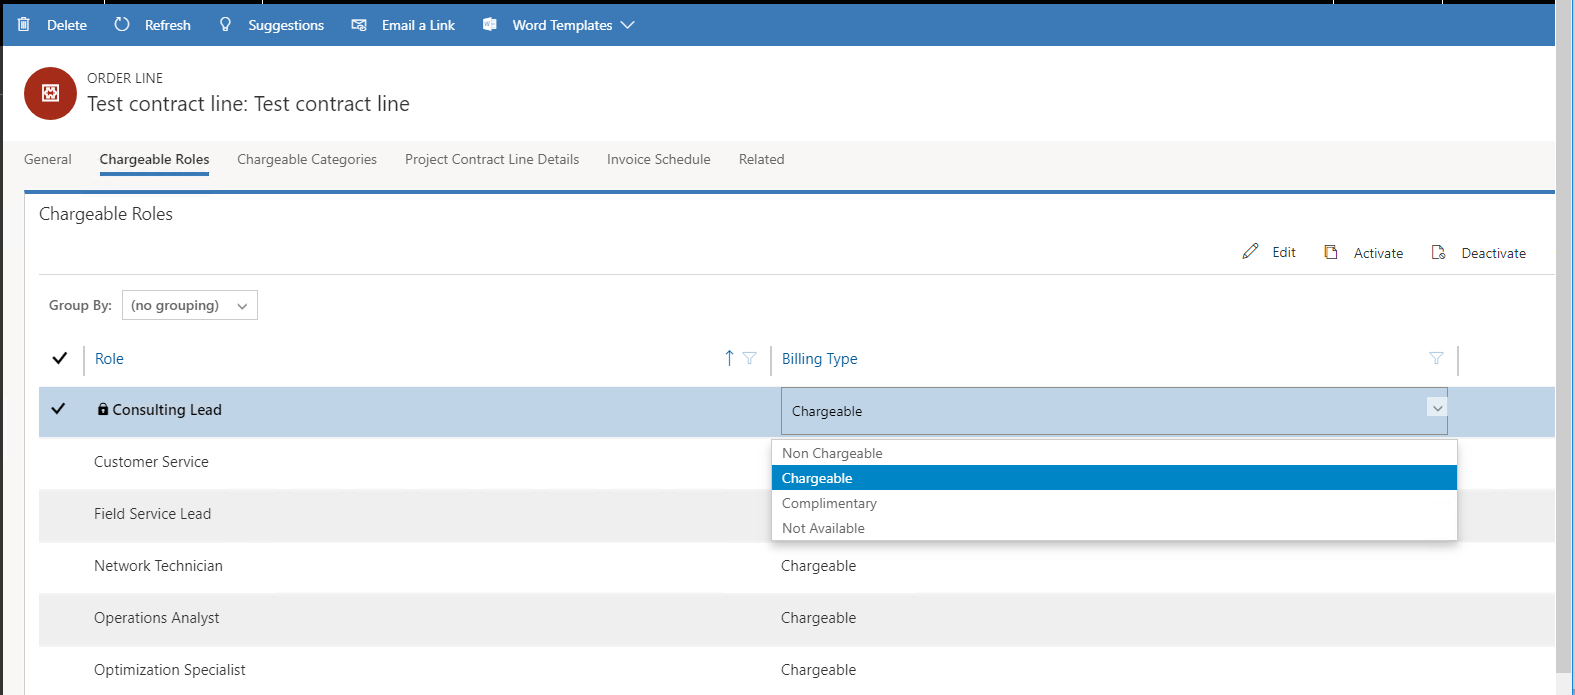 Delete Refresh Suggestions Email a Link Word Templates
ORDER LINE
Test contract line: Test contract line
General Chargeable Roles Chargeable Categories Project Contract Line Details Invoice Schedule Related
Chargeable Roles
Edit Activate Deactivate
Group By: (no grouping)
Role Billing Type
Consulting Lead Chargeable
Non Chargeable
Customer Service
Chargeable
Complimentary
Field Service Lead
Not Available
Network Technician Chargeable
Operations Analyst Chargeable
Optimization Specialist Chargeable